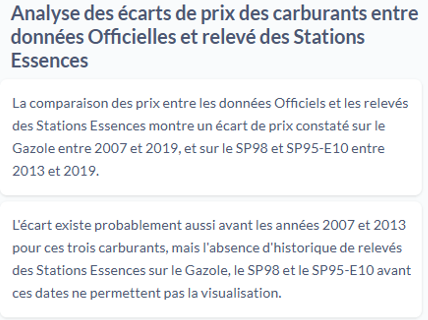 Analyse des écarts de prix des carburants entre
données Officielles et relevé des Stations
Essences
La comparaison des prix entre les données Officiels et les relevés
des Stations Essences montre un écart de prix constaté sur le
Gazole entre 2007 et 2019, et sur le SP98 et SP95-E10 entre
2013 et 2019.
L'écart existe probablement aussi avant les années 2007 et 2013
pour ces trois carburants, mais l'absence d'historique de relevés
des Stations Essences sur le Gazole, le SP98 et le SP95-E10 avant
ces dates ne permettent pas la visualisation.